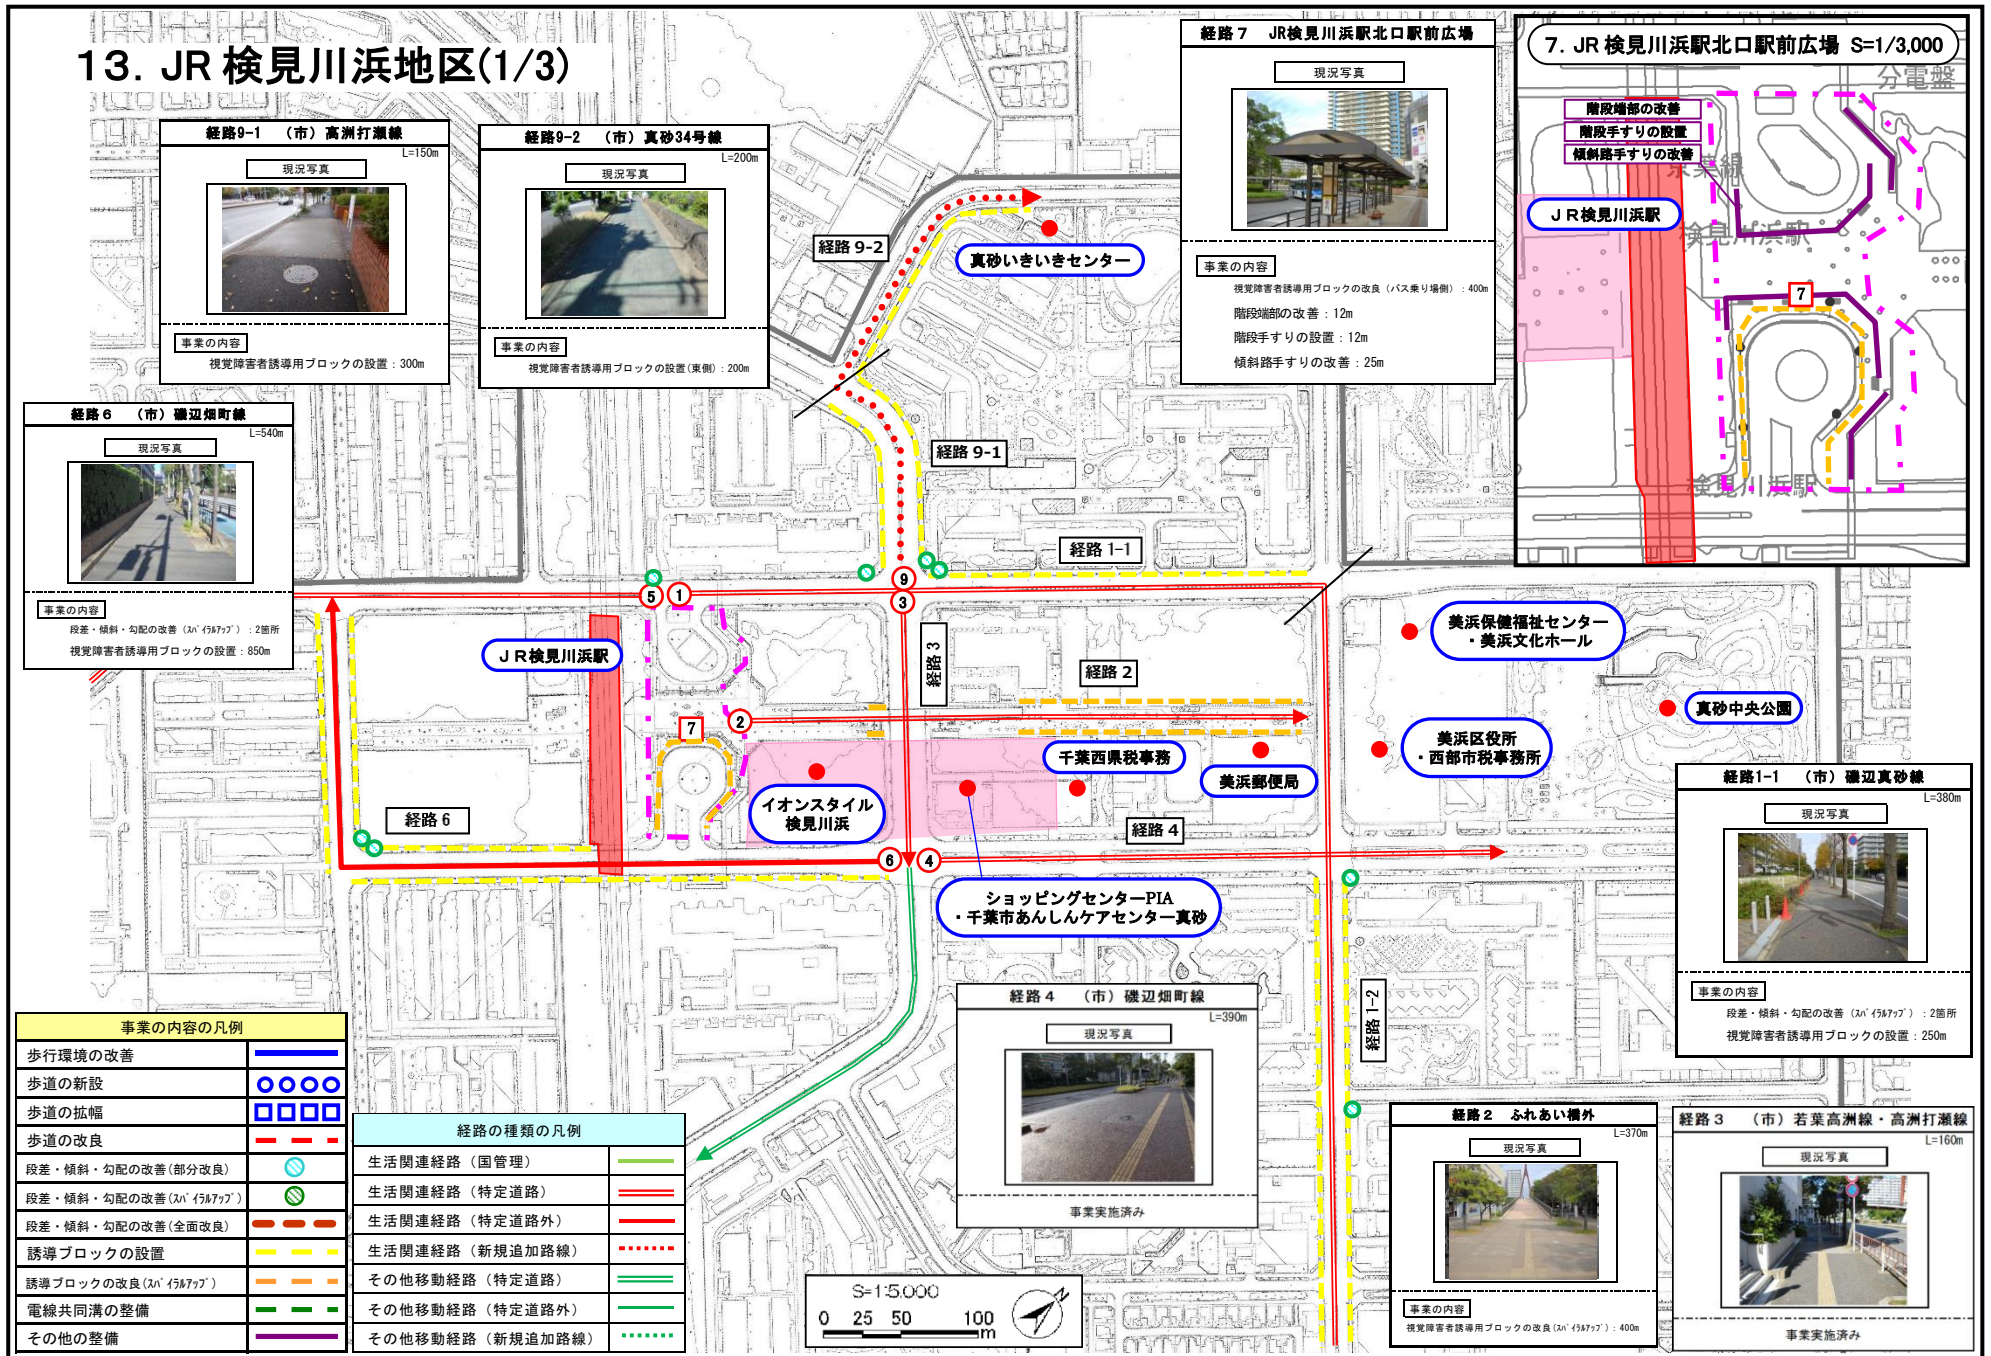 13. JR 検見川浜地区(1/3)
経路9-1　（市）高洲打瀬線
L=150m
現況写真
事業の内容
視覚障害者誘導用ブロックの設置：300m
経路9-2　（市）真砂34号線
L=200m
現況写真
事業の内容
視覚障害者誘導用ブロックの設置(東側)：200m
経路７　JR検見川浜駅北口駅前広場
現況写真
事業の内容
視覚障害者誘導用ブロックの改良（バス乗り場側）：400m
階段端部の改善：12m
階段手すりの設置：12m
傾斜路手すりの改善：25m
7. JR 検見川浜駅北口駅前広場 S=1/3,000
分電盤
階段端部の改善
階段手すりの設置
傾斜路手すりの改善
京葉線
ＪＲ検見川浜駅
検見川浜駅
7
検見川浜駅
経路６　（市）磯辺畑町線
L=540m
現況写真
事業の内容
段差・傾斜・勾配の改善（ｽﾊﾟｲﾗﾙｱｯﾌﾟ）：2箇所
視覚障害者誘導用ブロックの設置：850m
経路 9-2
真砂いきいきセンター
経路 9-1
経路 1-1
9
5
1
3
ＪＲ検見川浜駅
経路 3
経路 2
美浜保健福祉センター
・美浜文化ホール
真砂中央公園
2
7
千葉西県税事務
美浜郵便局
美浜区役所
・西部市税事務所
イオンスタイル
検見川浜
経路 6
経路 4
6
4
ショッピングセンターPIA
・千葉市あんしんケアセンター真砂
経路 1-2
経路1-1　（市）磯辺真砂線
L=380m
現況写真
事業の内容
段差・傾斜・勾配の改善（ｽﾊﾟｲﾗﾙｱｯﾌﾟ）：2箇所
視覚障害者誘導用ブロックの設置：250m
経路４　（市）磯辺畑町線
L=390m
現況写真
事業実施済み
経路２　ふれあい橋外
L=370m
現況写真
事業の内容
視覚障害者誘導用ブロックの改良(ｽﾊﾟｲﾗﾙｱｯﾌﾟ)：400m
経路３　（市）若葉高洲線・高洲打瀬線
L=160m
現況写真
事業実施済み
事業の内容の凡例
歩行環境の改善
歩道の新設
歩道の拡幅
歩道の改良
段差・傾斜・勾配の改善(部分改良)
段差・傾斜・勾配の改善(ｽﾊﾟｲﾗﾙｱｯﾌﾟ)
段差・傾斜・勾配の改善(全面改良)
誘導ブロックの設置
誘導ブロックの改良(ｽﾊﾟｲﾗﾙｱｯﾌﾟ)
電線共同溝の整備
その他の整備
経路の種類の凡例
生活関連経路（国管理）
生活関連経路（特定道路）
生活関連経路（特定道路外）
生活関連経路（新規追加路線）
その他移動経路（特定道路）
その他移動経路（特定道路外）
その他移動経路（新規追加路線）
S=1:5,000
0 25 50 100
m
N